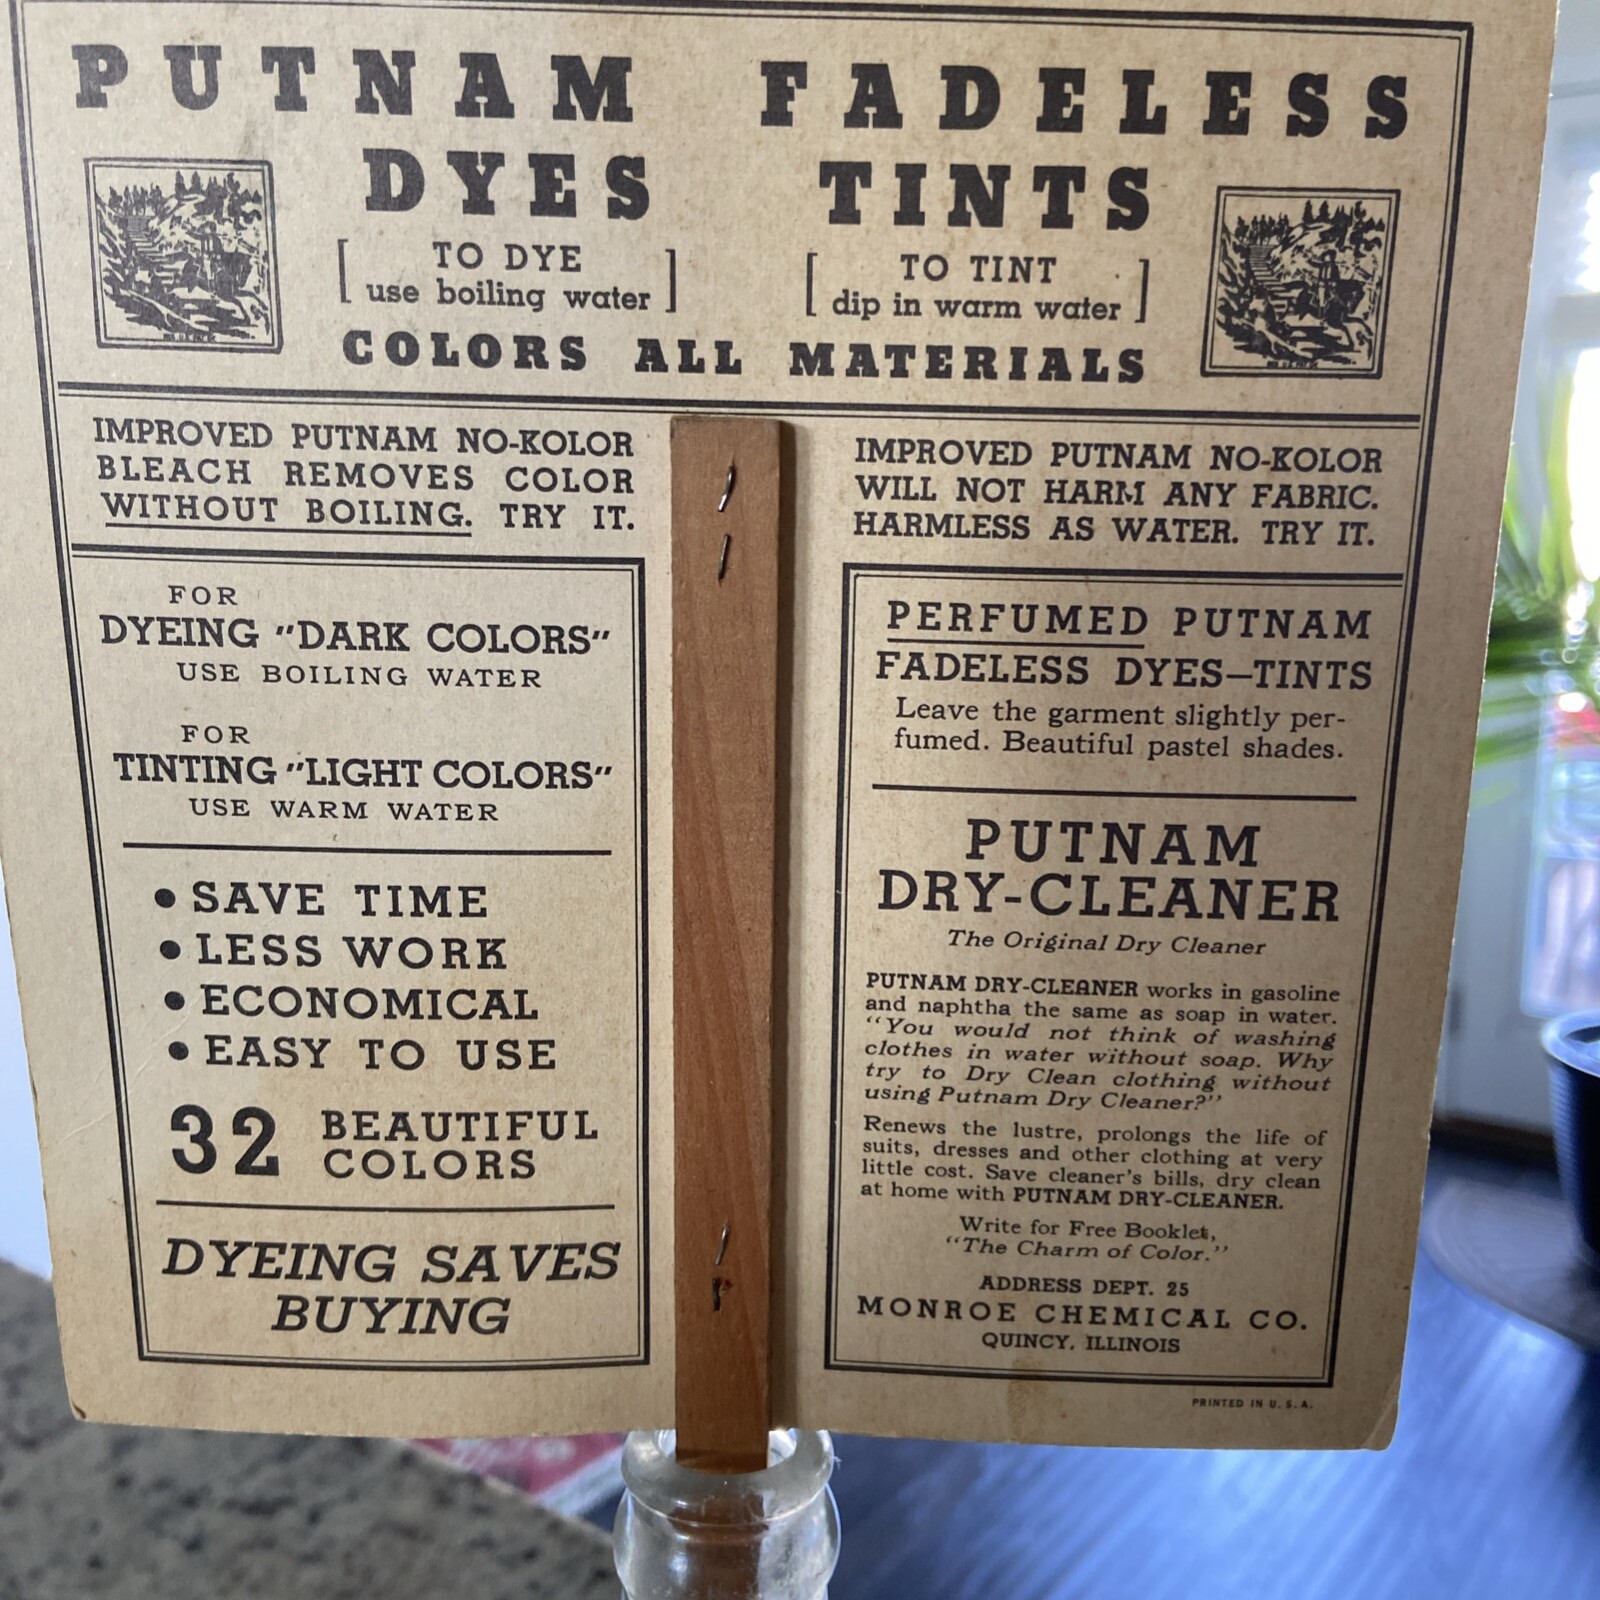 PUTNAM FADELESS
DYES TINTS
[ TO DYE
use boiling water ]
[ TO TINT
dip in warm water ]
COLORS ALL MATERIALS
IMPROVED PUTNAM NO-KOLOR
BLEACH REMOVES COLOR
WITHOUT BOILING. TRY IT.
FOR
DYEING "DARK COLORS"
USE BOILING WATER
FOR
TINTING "LIGHT COLORS"
USE WARM WATER
• SAVE TIME
• LESS WORK
• ECONOMICAL
• EASY TO USE
32 BEAUTIFUL
COLORS
DYEING SAVES
BUYING
IMPROVED PUTNAM NO-KOLOR
WILL NOT HARM ANY FABRIC.
HARMLESS AS WATER. TRY IT.
PERFUMED PUTNAM
FADELESS DYES—TINTS
Leave the garment slightly per-
fumed. Beautiful pastel shades.
PUTNAM
DRY-CLEANER
The Original Dry Cleaner
PUTNAM DRY-CLEANER works in gasoline
and naphtha the same as soap in water.
"You would not think of washing
clothes in water without soap. Why
try to Dry Clean clothing without
using Putnam Dry Cleaner?"
Renews the lustre, prolongs the life of
suits, dresses and other clothing at very
little cost. Save cleaner's bills, dry clean
at home with PUTNAM DRY-CLEANER.
Write for Free Booklet,
"The Charm of Color."
ADDRESS DEPT. 25
MONROE CHEMICAL CO.
QUINCY, ILLINOIS
PRINTED IN U.S.A.